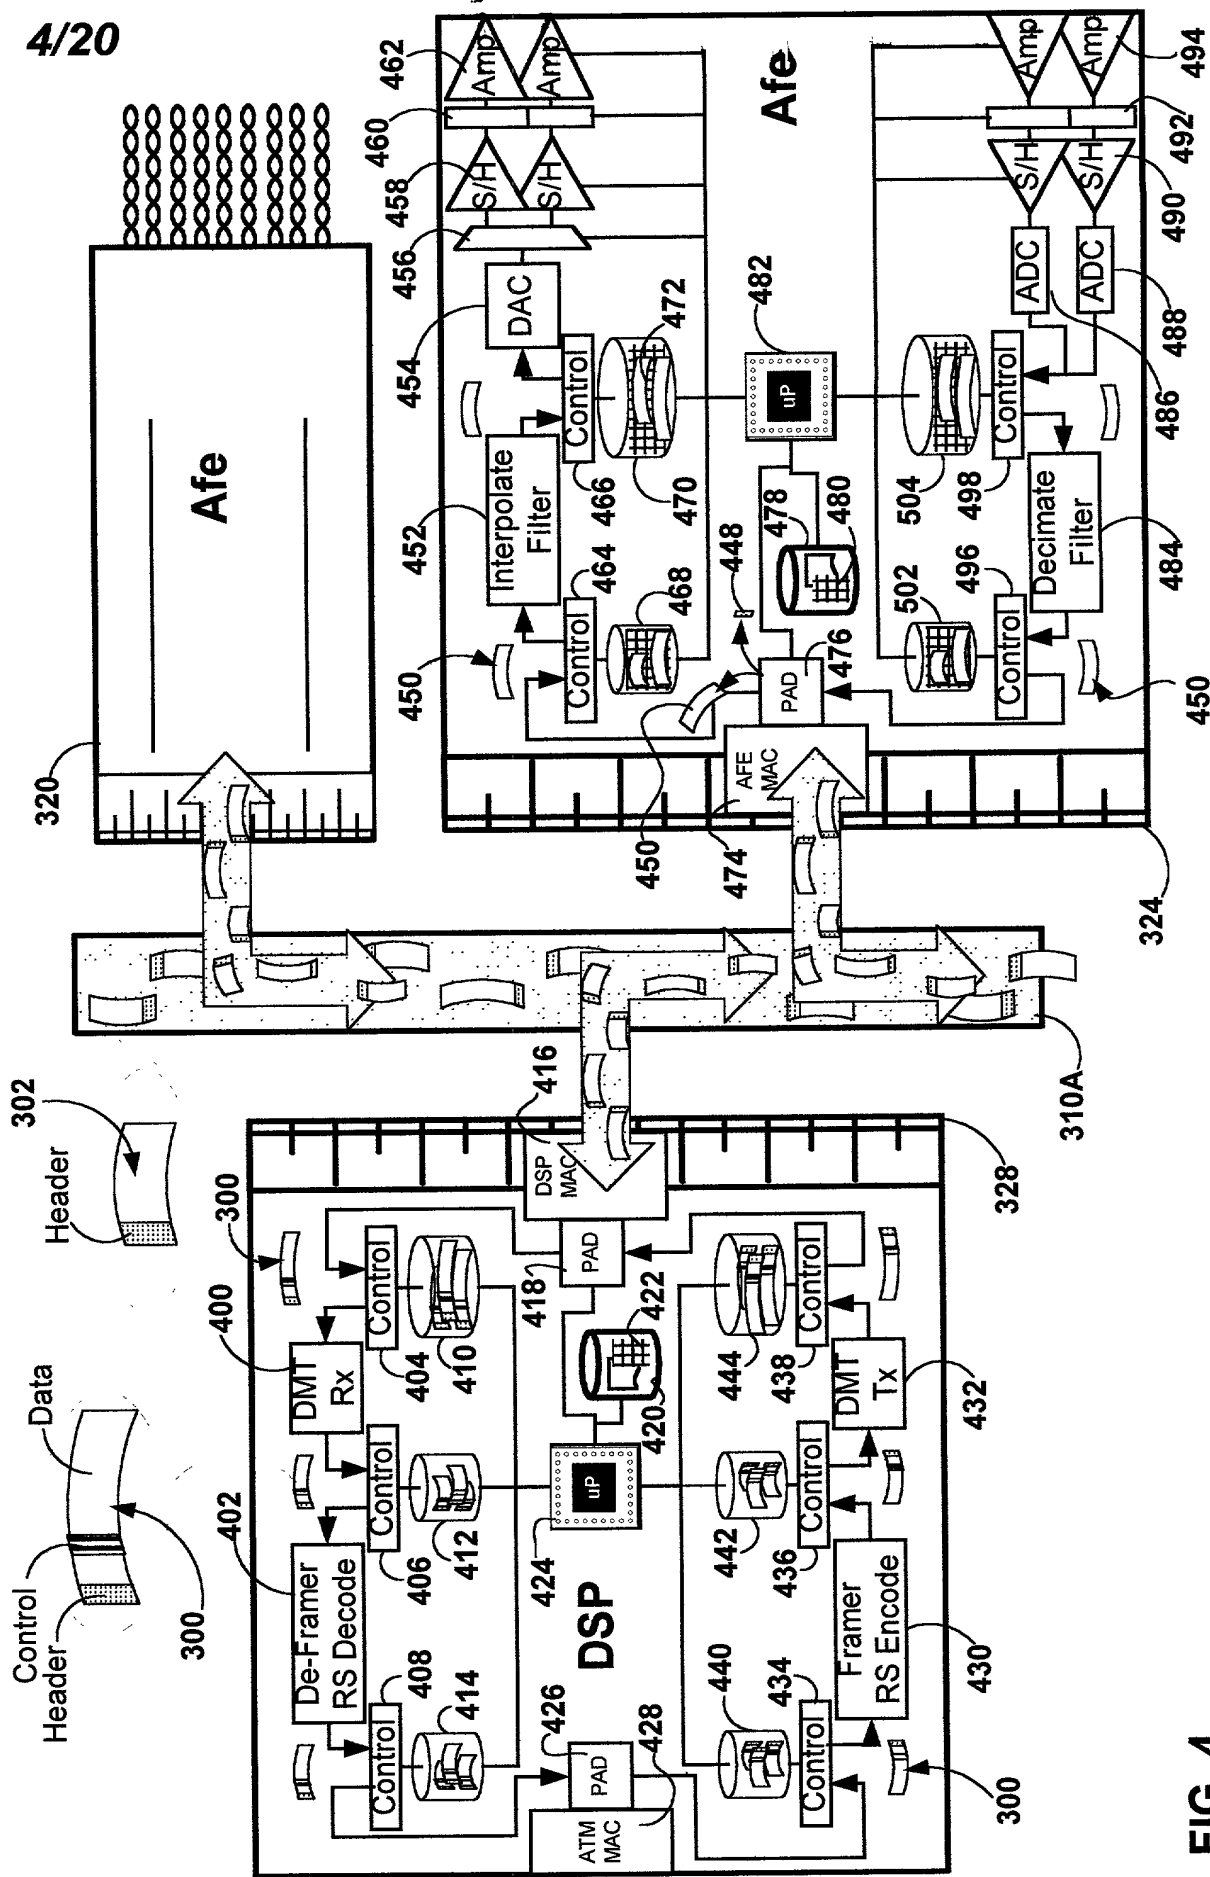 4/20
320
Afe
302
Header
Control
Header
Data
300
402
400
300
416
De-Framer
RS Decode
DMT
Rx
408
Control
Control
Control
406
404
414
412
410
418
PAD
DSP
MAC
426
PAD
ATM
MAC
428
DSP
424
uP
420
422
440
434
Control
442
436
Control
444
438
Control
Framer
RS Encode
430
DMT
Tx
432
300
328
310A
324
450
452
454
456
458
460
462
Interpolate
Filter
DAC
S/H
S/H
Amp
Amp
464
Control
466
Control
468
470
472
450
474
AFE
MAC
PAD
476
448
478
480
482
uP
Afe
502
496
Control
504
498
Control
Decimate
Filter
484
ADC
ADC
486
488
S/H
S/H
490
492
Amp
Amp
494
450
FIG. 4